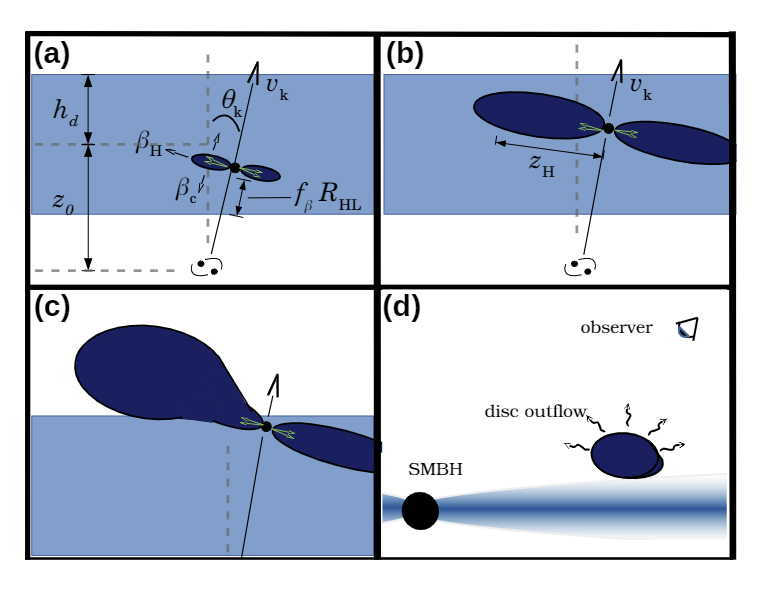 (a)
v_k
h_d
θ_k
β_H
β_c
f_β R_HL
z_0
(b)
v_k
z_H
(c)
(d)
observer
disc outflow
SMBH